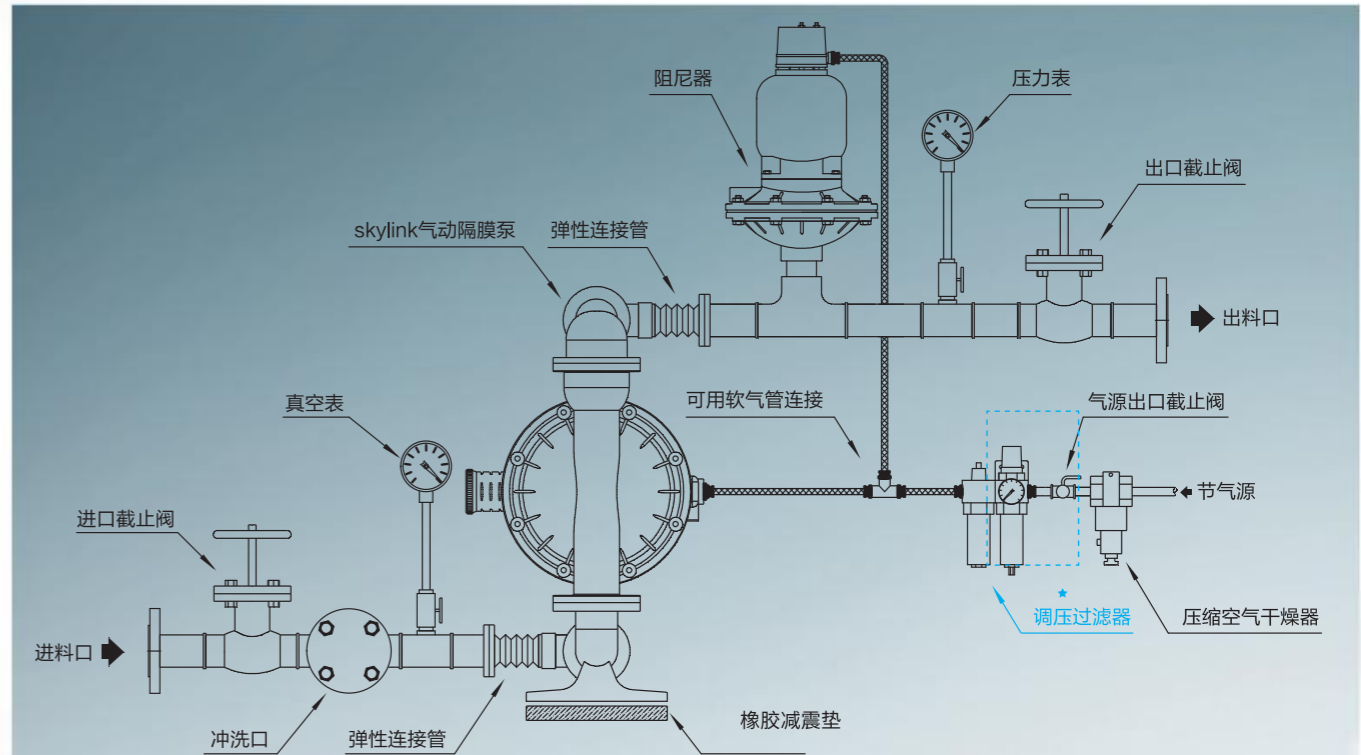 阻尼器
压力表
出口截止阀
skylink气动隔膜泵
弹性连接管
出料口
真空表
可用软气管连接
气源出口截止阀
节气源
进口截止阀
★
调压过滤器
压缩空气干燥器
进料口
橡胶减震垫
冲洗口
弹性连接管